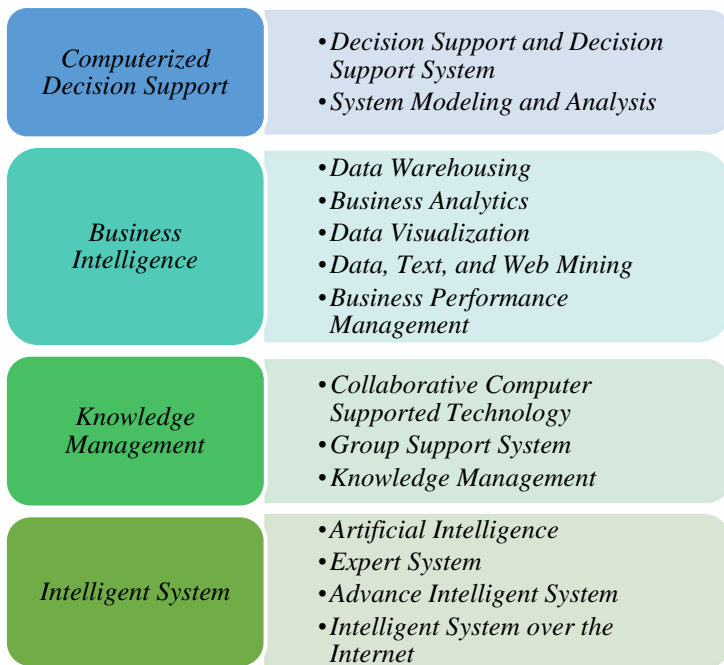 Computerized
Decision Support
•Decision Support and Decision
Support System
•System Modeling and Analysis
Business
Intelligence
•Data Warehousing
•Business Analytics
•Data Visualization
•Data, Text, and Web Mining
•Business Performance
Management
Knowledge
Management
•Collaborative Computer
Supported Technology
•Group Support System
•Knowledge Management
Intelligent System
•Artificial Intelligence
•Expert System
•Advance Intelligent System
•Intelligent System over the
Internet